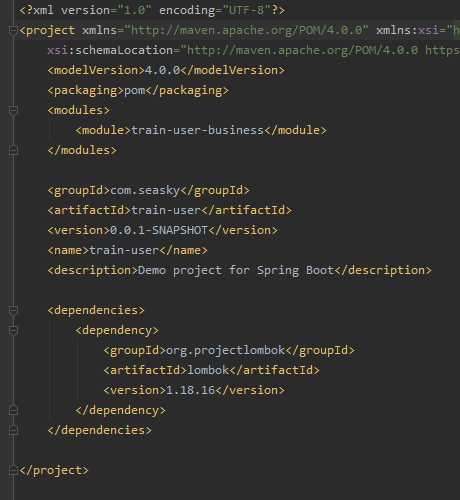 <?xml version="1.0" encoding="UTF-8"?>
<project xmlns="http://maven.apache.org/POM/4.0.0" xmlns:xsi="h
xsi:schemaLocation="http://maven.apache.org/POM/4.0.0 https
<modelVersion>4.0.0</modelVersion>
<packaging>pom</packaging>
<modules>
<module>train-user-business</module>
</modules>
<groupId>com.seasky</groupId>
<artifactId>train-user</artifactId>
<version>0.0.1-SNAPSHOT</version>
<name>train-user</name>
<description>Demo project for Spring Boot</description>
<dependencies>
<dependency>
<groupId>org.projectlombok</groupId>
<artifactId>lombok</artifactId>
<version>1.18.16</version>
</dependency>
</dependencies>
</project>